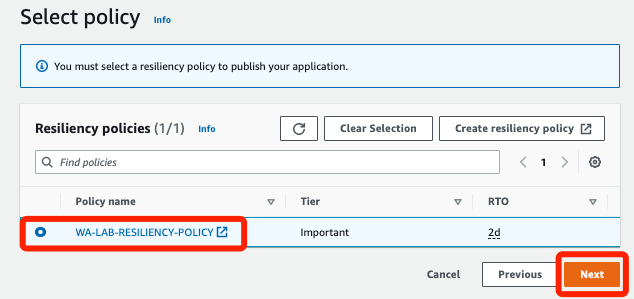 Select policy Info
You must select a resiliency policy to publish your application.
Resiliency policies (1/1) Info Clear Selection Create resiliency policy
Find policies 1
Policy name Tier RTO
WA-LAB-RESILIENCY-POLICY Important 2d
Cancel Previous Next